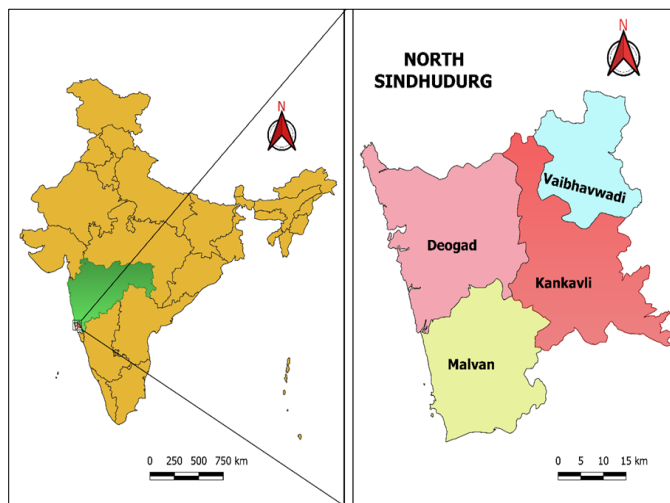 N
0 250 500 750 km
NORTH
SINDHUDURG
N
Vaibhavwadi
Deogad
Kankavli
Malvan
0 5 10 15 km